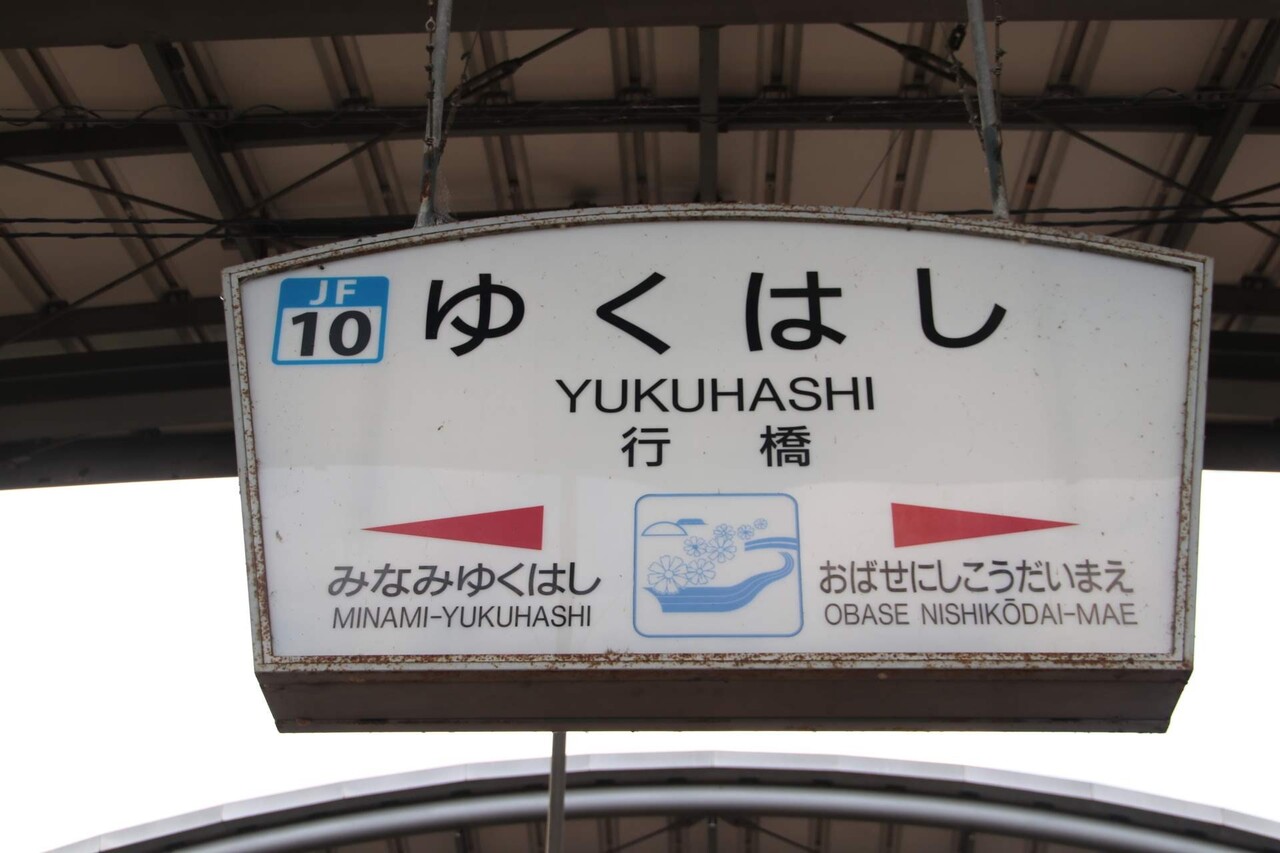 JF
10
ゆくはし
YUKUHASHI
行橋
みなみゆくはし
MINAMI-YUKUHASHI
おばせにしこうだいまえ
OBASE NISHIKŌDAI-MAE